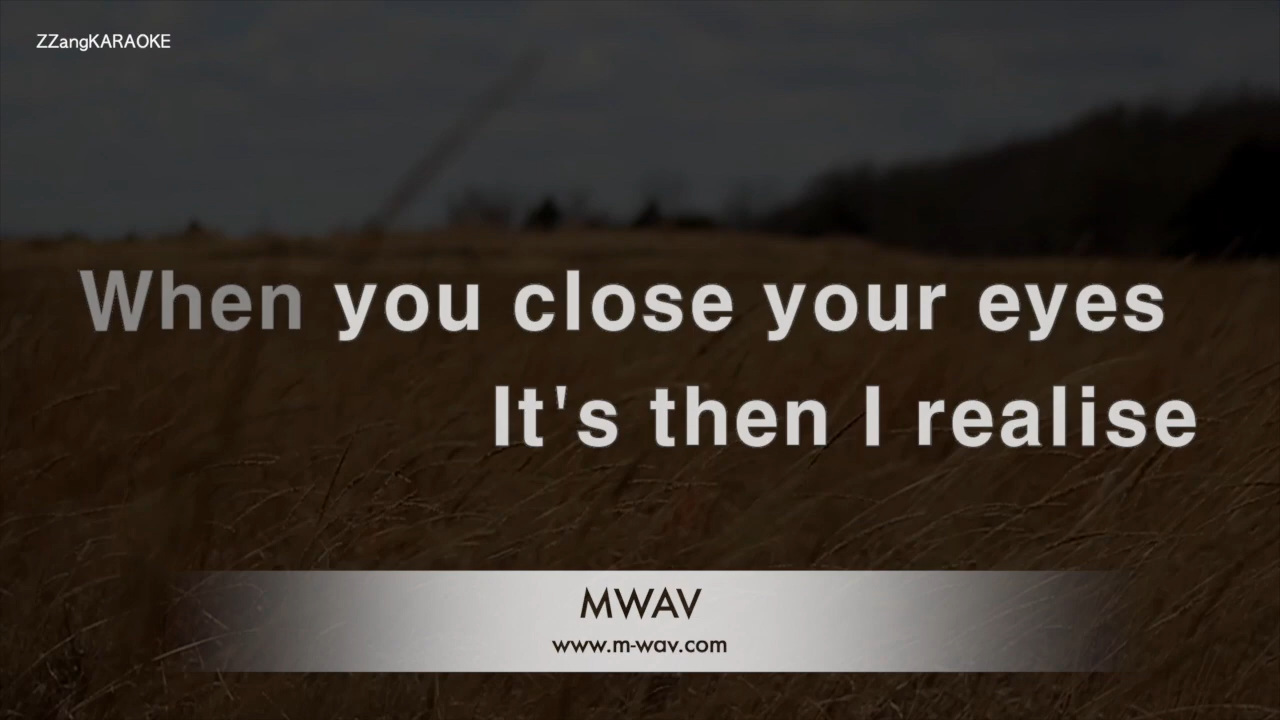 ZZangKARAOKE
When you close your eyes
It's then I realise
MWAV
www.m-wav.com